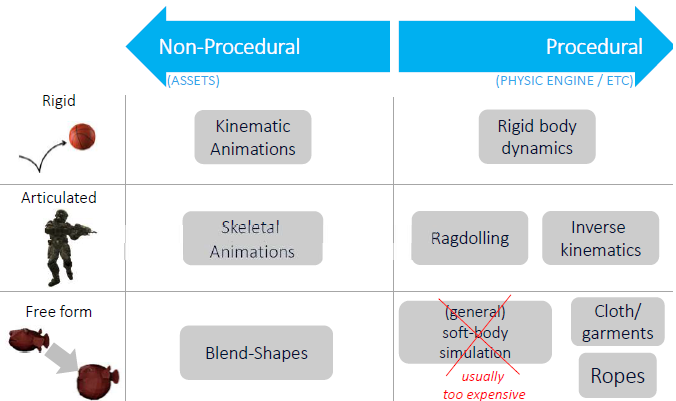 Non-Procedural
Procedural
(ASSETS)
(PHYSIC ENGINE / ETC)
Rigid
Kinematic
Animations
Rigid body
dynamics
Articulated
Skeletal
Animations
Ragdolling
Inverse
kinematics
Free form
Blend-Shapes
(general)
soft-body
simulation
usually
too expensive
Cloth/
garments
Ropes